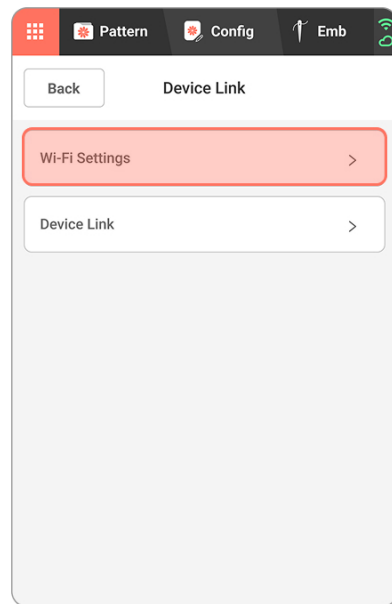 Pattern Config Emb
Back Device Link
Wi-Fi Settings
Device Link